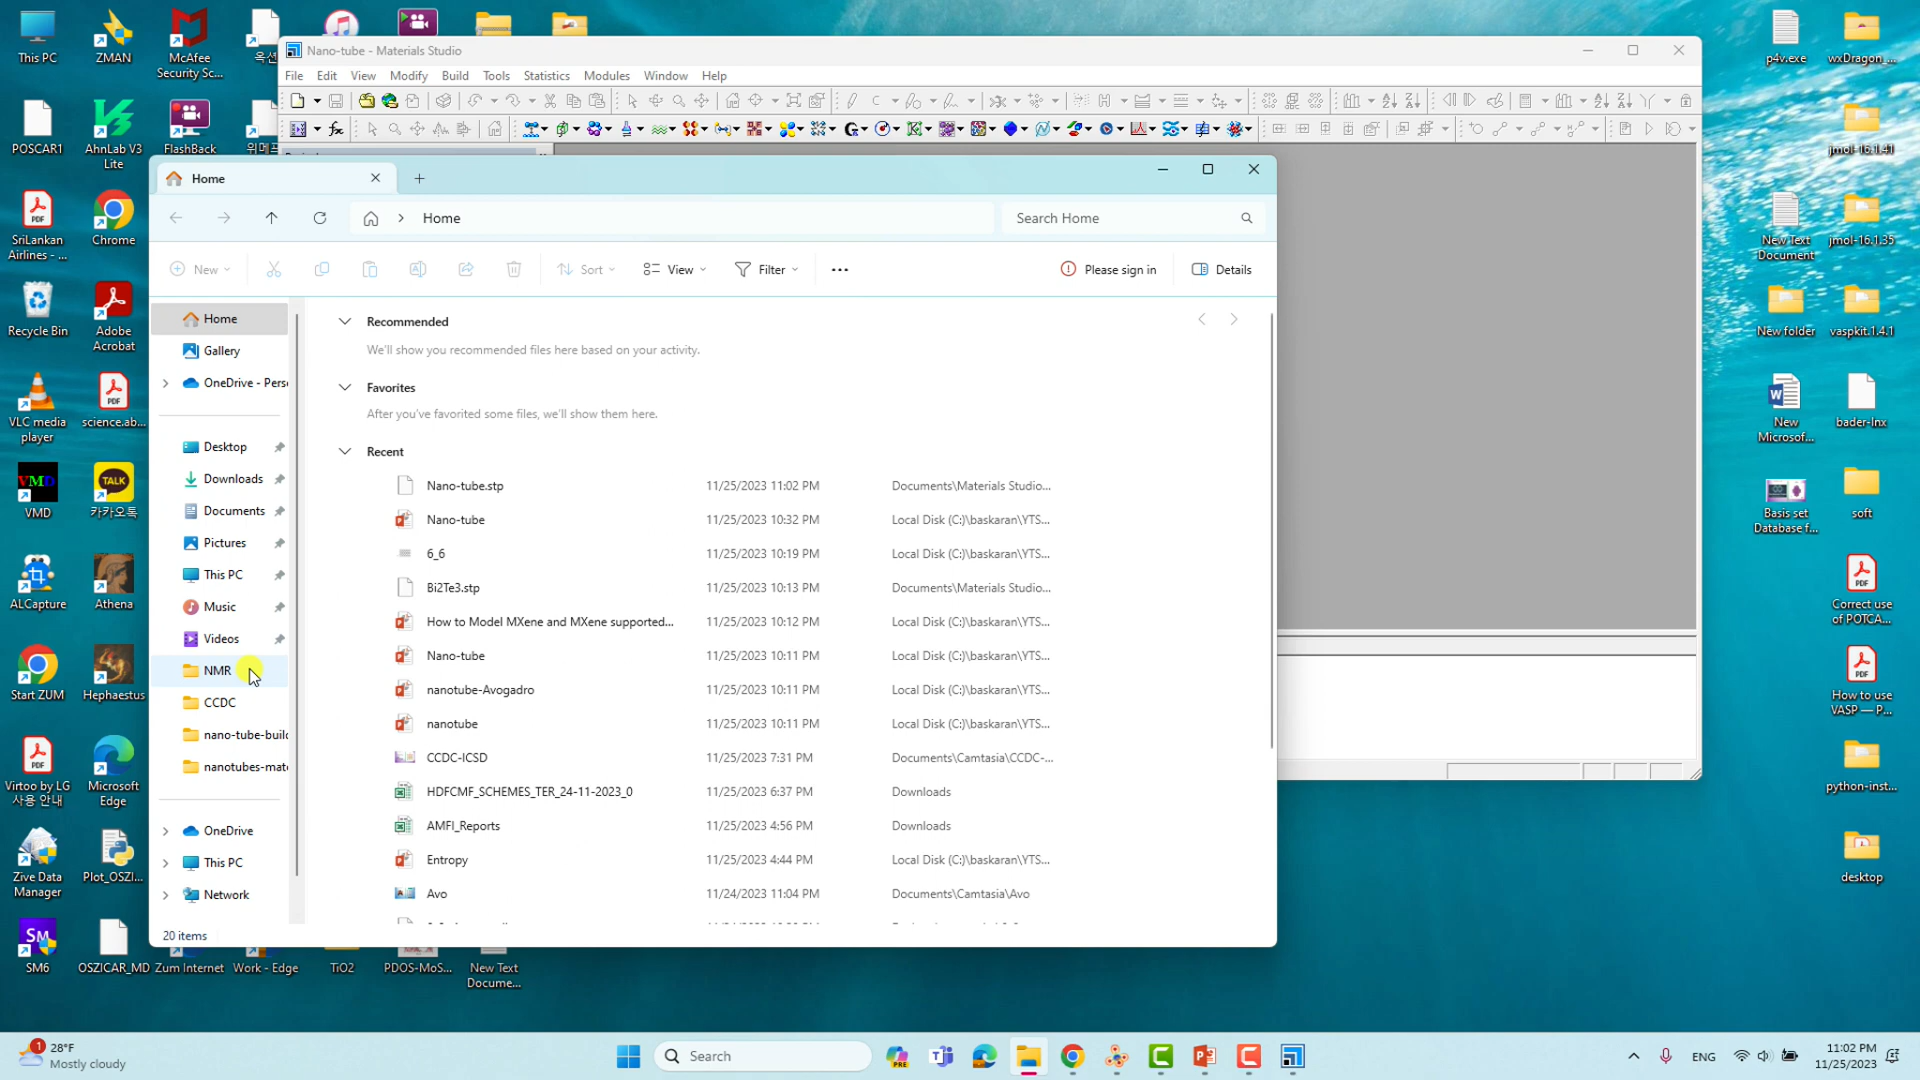 This PC
ZMAN
McAfee
Security Sc...
옥션
POSCAR1
AhnLab V3
Lite
FlashBack
SriLankan
Airlines - ...
Chrome
Recycle Bin
Adobe
Acrobat
VLC media
player
science.ab...
VMD
VMD
TALK
카카오톡
ALCapture
Athena
Start ZUM
Hephaestus
Virtoo by LG
사용 안내
Microsoft
Edge
Zive Data
Manager
Plot_OSZI...
SM
SM6
OSZICAR_MD
Zum Internet
Work - Edge
TiO2
PDOS-MoS...
New Text
Docume...
Nano-tube - Materials Studio
File Edit View Modify Build Tools Statistics Modules Window Help
Home
Home
Search Home
New
Sort
View
Filter
Please sign in
Details
Home
Gallery
OneDrive - Pers
Desktop
Downloads
Documents
Pictures
This PC
Music
Videos
NMR
CCDC
nano-tube-buil
nanotubes-mat
OneDrive
This PC
Network
20 items
Recommended
We'll show you recommended files here based on your activity.
Favorites
After you've favorited some files, we'll show them here.
Recent
Nano-tube.stp 11/25/2023 11:02 PM Documents\Materials Studio...
Nano-tube 11/25/2023 10:32 PM Local Disk (C:)\baskaran\YTS...
6_6 11/25/2023 10:19 PM Local Disk (C:)\baskaran\YTS...
Bi2Te3.stp 11/25/2023 10:13 PM Documents\Materials Studio...
How to Model MXene and MXene supported... 11/25/2023 10:12 PM Local Disk (C:)\baskaran\YTS...
Nano-tube 11/25/2023 10:11 PM Local Disk (C:)\baskaran\YTS...
nanotube-Avogadro 11/25/2023 10:11 PM Local Disk (C:)\baskaran\YTS...
nanotube 11/25/2023 10:11 PM Local Disk (C:)\baskaran\YTS...
CCDC-ICSD 11/25/2023 7:31 PM Documents\Camtasia\CCDC-...
HDFCMF_SCHEMES_TER_24-11-2023_0 11/25/2023 6:37 PM Downloads
AMFI_Reports 11/25/2023 4:56 PM Downloads
Entropy 11/25/2023 4:44 PM Local Disk (C:)\baskaran\YTS...
Avo 11/24/2023 11:04 PM Documents\Camtasia\Avo
p4v.exe
wxDragon_...
jmol-16.1.41
New Text
Document
jmol-16.1.35
New folder
vaspkit.1.4.1
New
Microsof...
bader-lnx
Basis set
Database f...
soft
Correct use
of POTCA...
How to use
VASP — P...
python-inst...
desktop
1
28°F
Mostly cloudy
Search
PRE
ENG
11:02 PM
11/25/2023